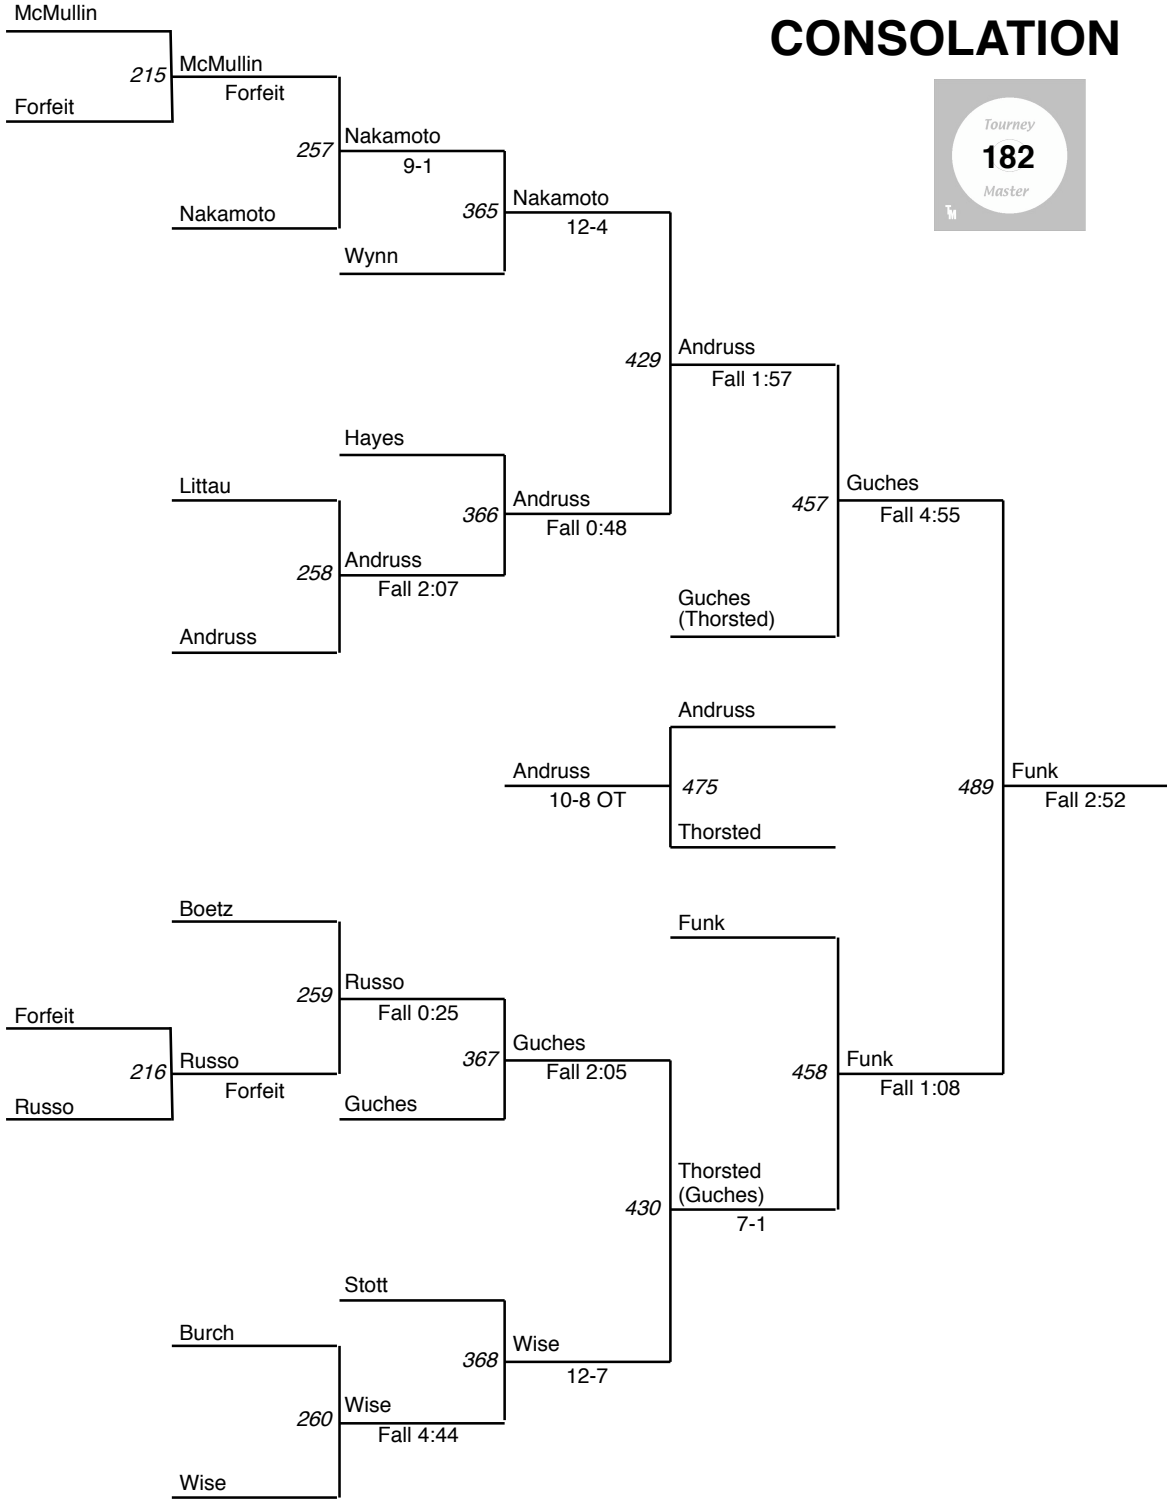 McMullin
CONSOLATION
215
McMullin
Forfeit
Forfeit
Tourney
182
Master
TM
257
Nakamoto
9-1
Nakamoto
365
Nakamoto
12-4
Wynn
429
Andruss
Fall 1:57
Hayes
Littau
366
Andruss
Fall 0:48
457
Guches
Fall 4:55
258
Andruss
Fall 2:07
Guches
(Thorsted)
Andruss
Andruss
Andruss
10-8 OT
475
489
Funk
Fall 2:52
Thorsted
Boetz
Funk
259
Russo
Fall 0:25
Forfeit
216
Russo
Forfeit
367
Guches
Fall 2:05
458
Funk
Fall 1:08
Russo
Guches
430
Thorsted
(Guches)
7-1
Stott
Burch
368
Wise
12-7
260
Wise
Fall 4:44
Wise